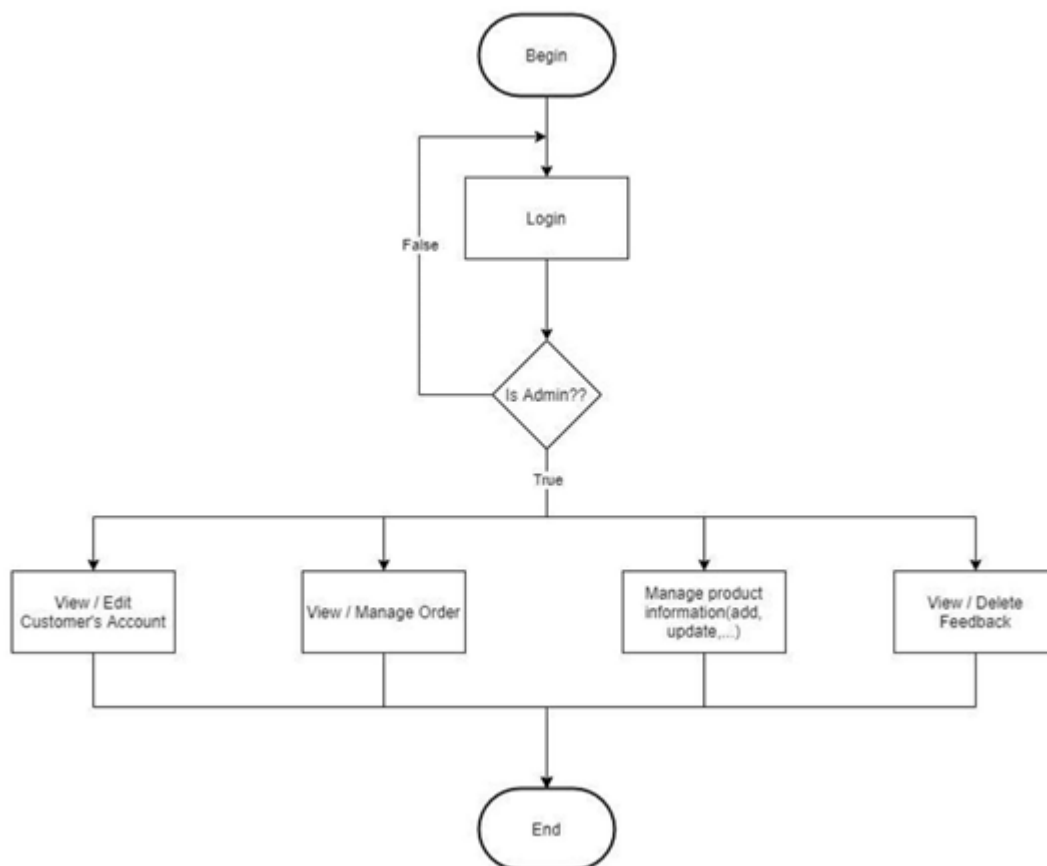 Begin
Login
False
Is Admin??
True
View / Edit
Customer's Account
View / Manage Order
Manage product
information(add,
update,...)
View / Delete
Feedback
End